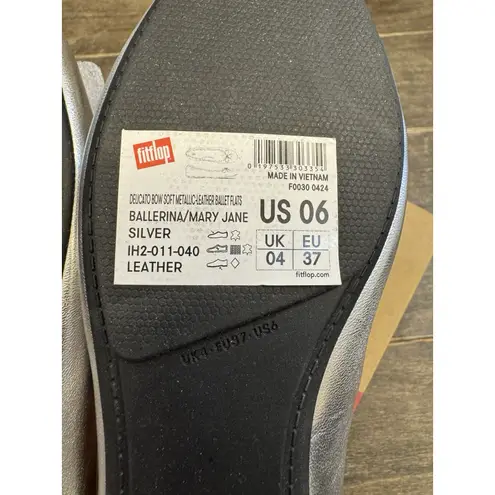 fitflop
0 197533 303354
MADE IN VIETNAM
F0030 0424
DELICATO BOW SOFT METALLIC-LEATHER BALLET FLATS
BALLERINA/MARY JANE
SILVER
IH2-011-040
LEATHER
US 06
UK EU
04 37
fitflop.com
UK4-EU37-US6